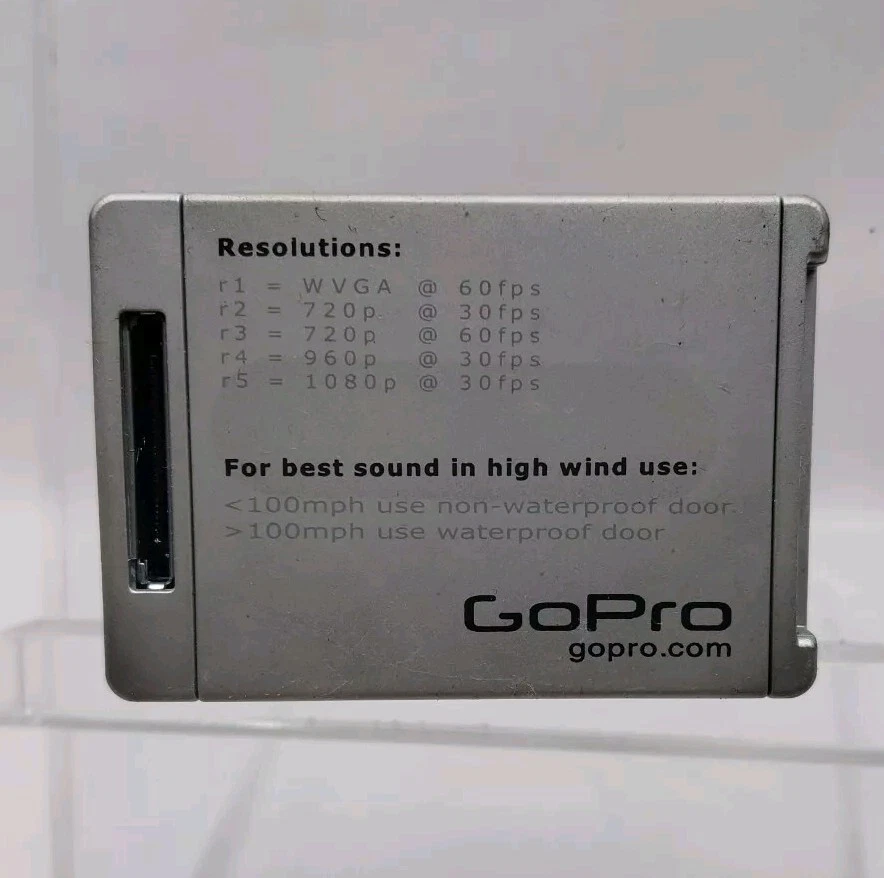 Resolutions:
r1 = WVGA @ 60fps
r2 = 720p @ 30fps
r3 = 720p @ 60fps
r4 = 960p @ 30fps
r5 = 1080p @ 30fps
For best sound in high wind use:
<100mph use non-waterproof door
>100mph use waterproof door
GoPro
gopro.com